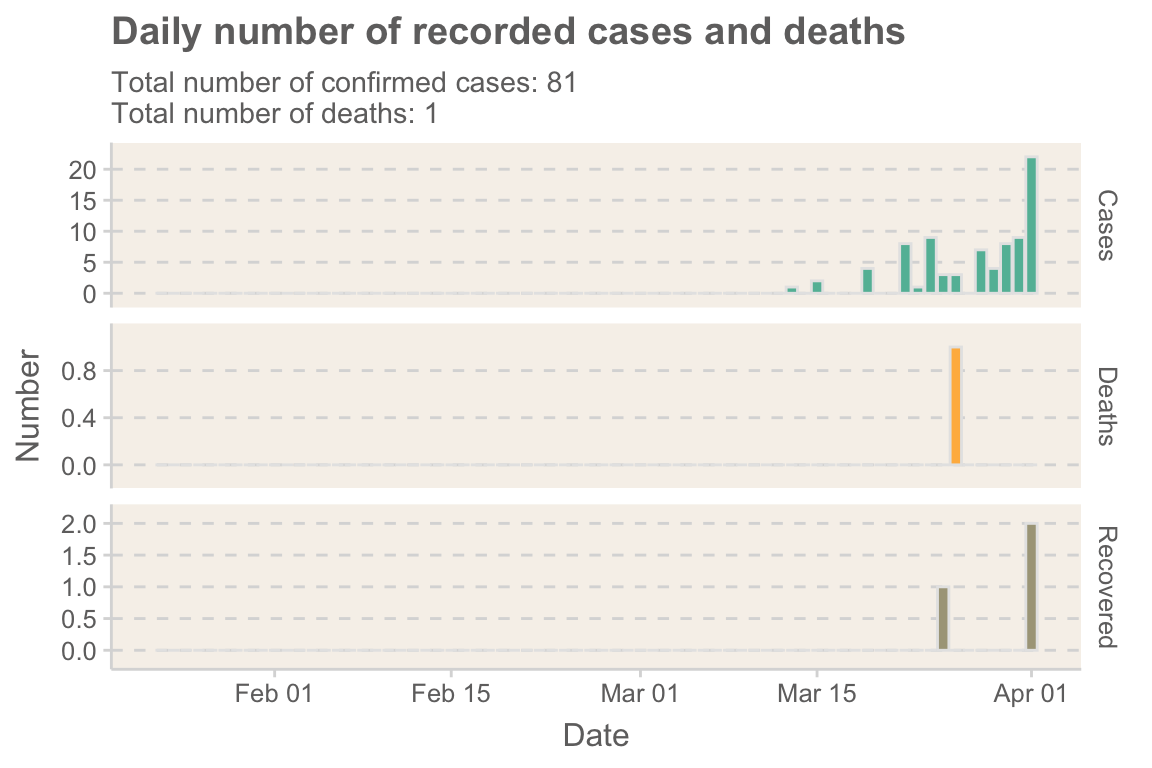 Daily number of recorded cases and deaths
Total number of confirmed cases: 81
Total number of deaths: 1
20
15
10
5
0
Cases
0.8
0.4
0.0
Deaths
2.0
1.5
1.0
0.5
0.0
Recovered
Number
Feb 01 Feb 15 Mar 01 Mar 15 Apr 01
Date